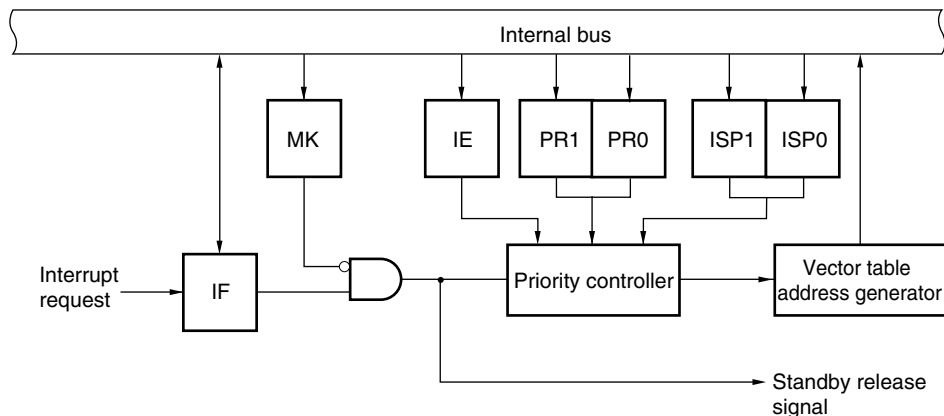 Internal bus
MK
IE
PR1
PR0
ISP1
ISP0
Interrupt
request
IF
Priority controller
Vector table
address generator
Standby release
signal